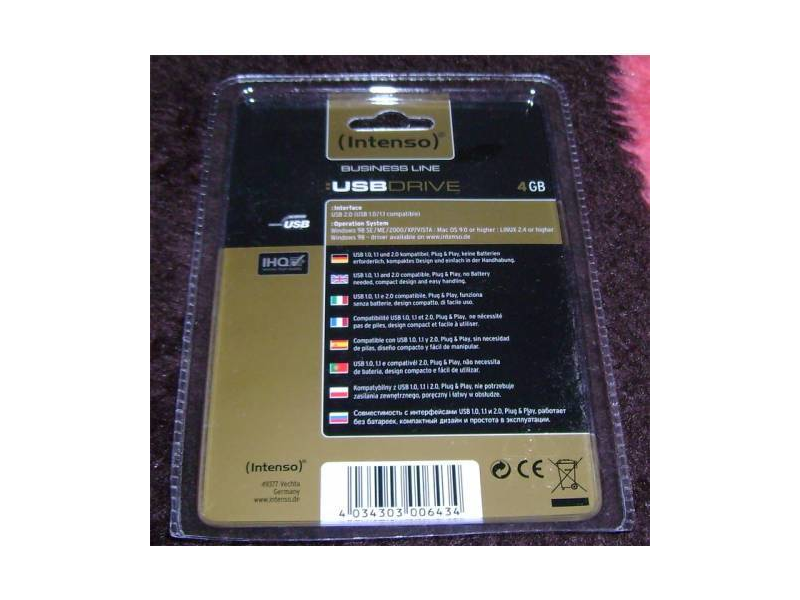 (Intenso)®
BUSINESS LINE
:USBDRIVE 4GB
:Interface
USB 2.0 (USB 1.0/1.1 compatible)
:Operation System
Windows 98 SE/ME/2000/XP/VISTA : Mac OS 9.0 or higher : LINUX 2.4 or higher
Windows 98 - driver available on www.intenso.de
USB
IHQ
USB 1.0, 1.1 und 2.0 kompatibel, Plug & Play, keine Batterien
erforderlich, kompaktes Design und einfach in der Handhabung.
USB 1.0, 1.1 and 2.0 compatible, Plug & Play, no Battery
needed, compact design and easy handling.
USB 1.0, 1.1 e 2.0 compatibile, Plug & Play, funziona
senza batterie, design compatto, di facile uso.
Compatibilité USB 1.0, 1.1 et 2.0, Plug & Play, ne nécessité
pas de piles, design compact et facile à utiliser.
Compatible con USB 1.0, 1.1 y 2.0, Plug & Play, sin necesidad
de pilas, diseño compacto y fácil de manipular.
USB 1.0, 1.1 e compatível 2.0, Plug & Play, não necessita
de bateria, design compacto e fácil de utilizar.
Kompatybilny z USB 1.0, 1.1 i 2.0, Plug & Play, nie potrzebuje
zasilania zewnętrznego, poręczny i łatwy w obsłudze.
Совместимость с интерфейсами USB 1.0, 1.1 и 2.0, Plug & Play, работает
без батареек, компактный дизайн и простота в эксплуатации.
(Intenso)®
49377 Vechta
Germany
www.intenso.de
4 034303 006434
CE